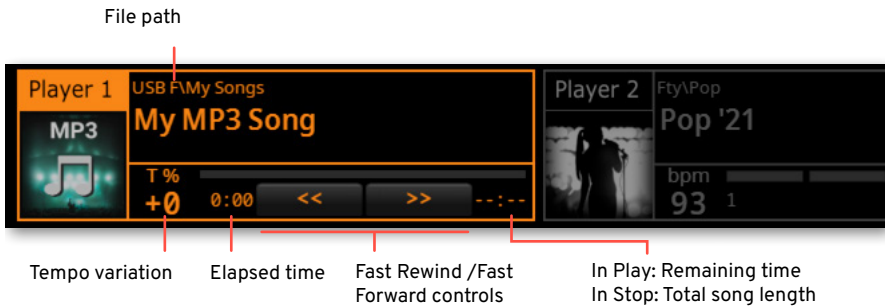 File path
Player 1
USB F\My Songs
MP3
My MP3 Song
T %
+0
0:00
<<
>>
--:--
Player 2
Fty\Pop
Pop '21
bpm
93
1
Tempo variation
Elapsed time
Fast Rewind /Fast
Forward controls
In Play: Remaining time
In Stop: Total song length